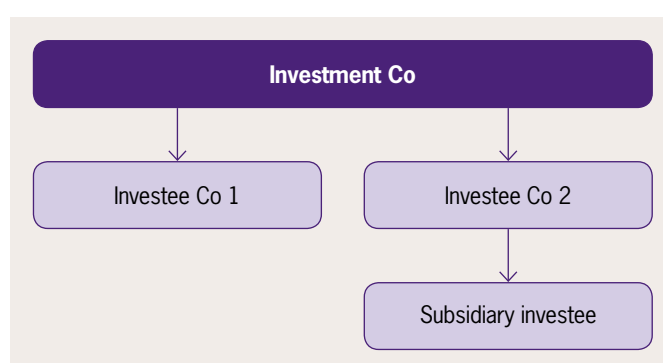 Investment Co
Investee Co 1
Investee Co 2
Subsidiary investee